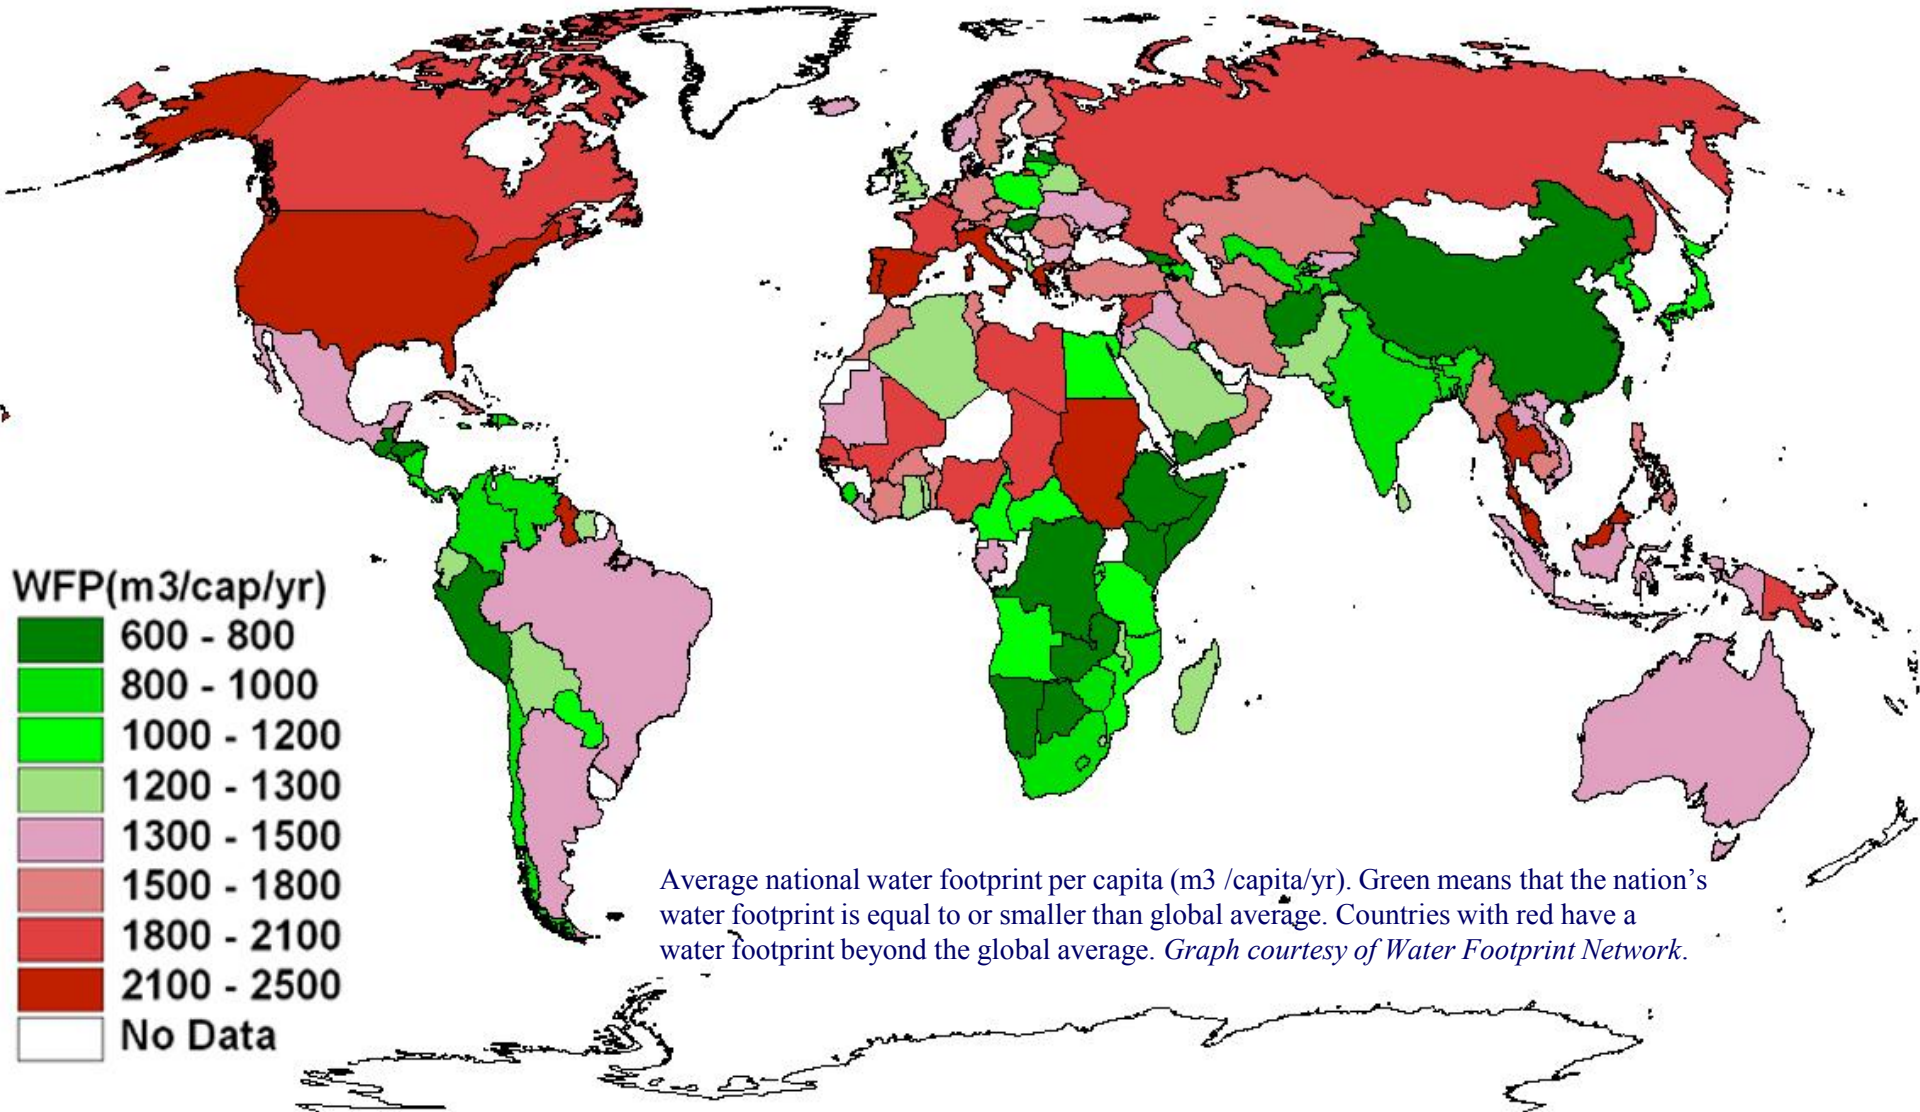 WFP(m3/cap/yr)
600 - 800
800 - 1000
1000 - 1200
1200 - 1300
1300 - 1500
1500 - 1800
1800 - 2100
2100 - 2500
No Data
Average national water footprint per capita (m3 /capita/yr). Green means that the nation’s
water footprint is equal to or smaller than global average. Countries with red have a
water footprint beyond the global average. Graph courtesy of Water Footprint Network.